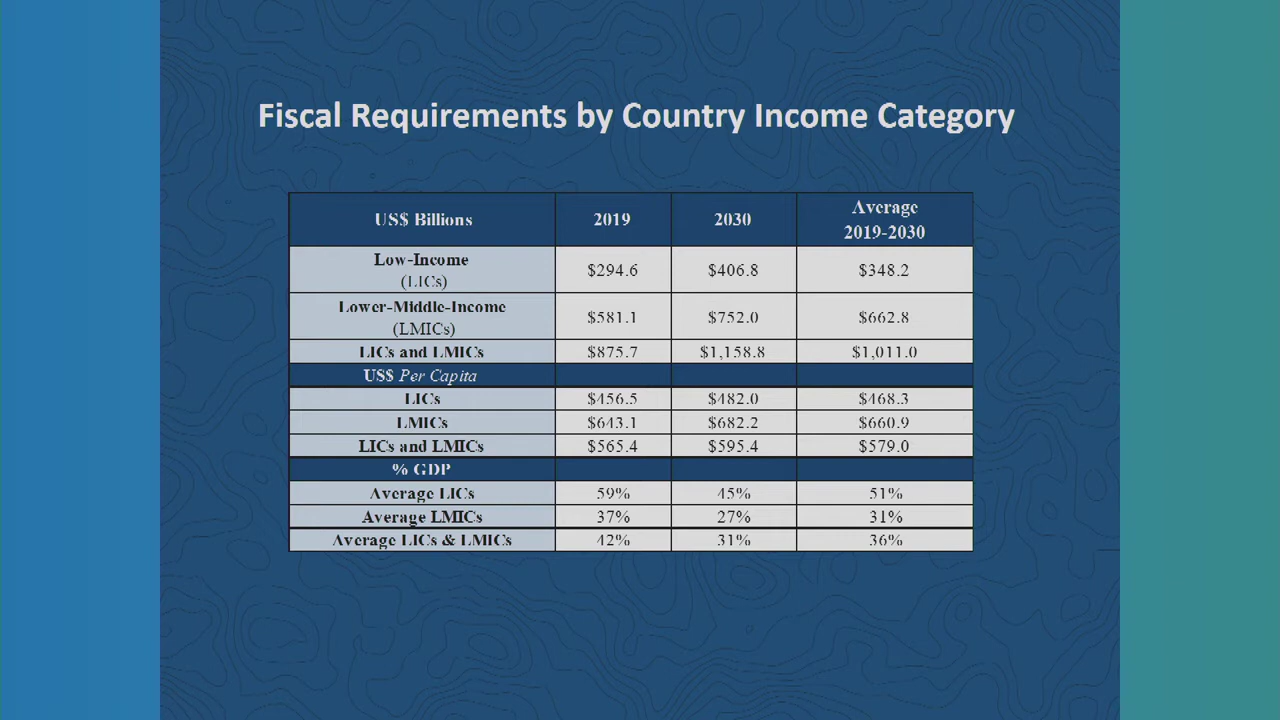 Fiscal Requirements by Country Income Category
US$ Billions 2019 2030 Average 2019-2030
Low-Income (LICs) $294.6 $406.8 $348.2
Lower-Middle-Income (LMICs) $581.1 $752.0 $662.8
LICs and LMICs $875.7 $1,158.8 $1,011.0
US$ Per Capita
LICs $456.5 $482.0 $468.3
LMICs $643.1 $682.2 $660.9
LICs and LMICs $565.4 $595.4 $579.0
% GDP
Average LICs 59% 45% 51%
Average LMICs 37% 27% 31%
Average LICs & LMICs 42% 31% 36%